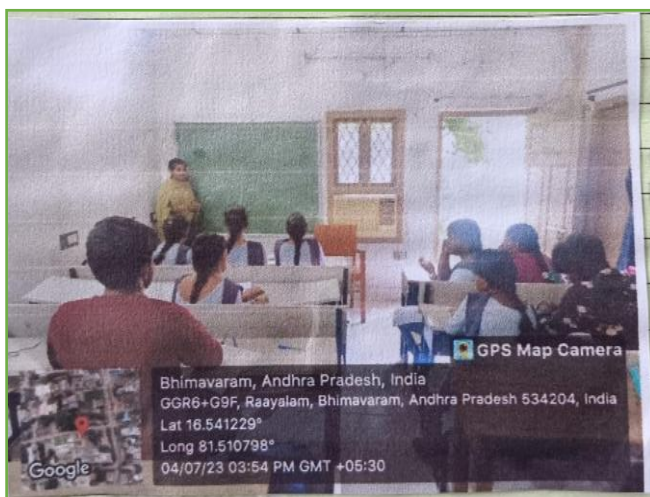 GPS Map Camera
Bhimavaram, Andhra Pradesh, India
GGR6+G9F, Raayalam, Bhimavaram, Andhra Pradesh 534204, India
Lat 16.541229°
Long 81.510798°
04/07/23 03:54 PM GMT +05:30
Google